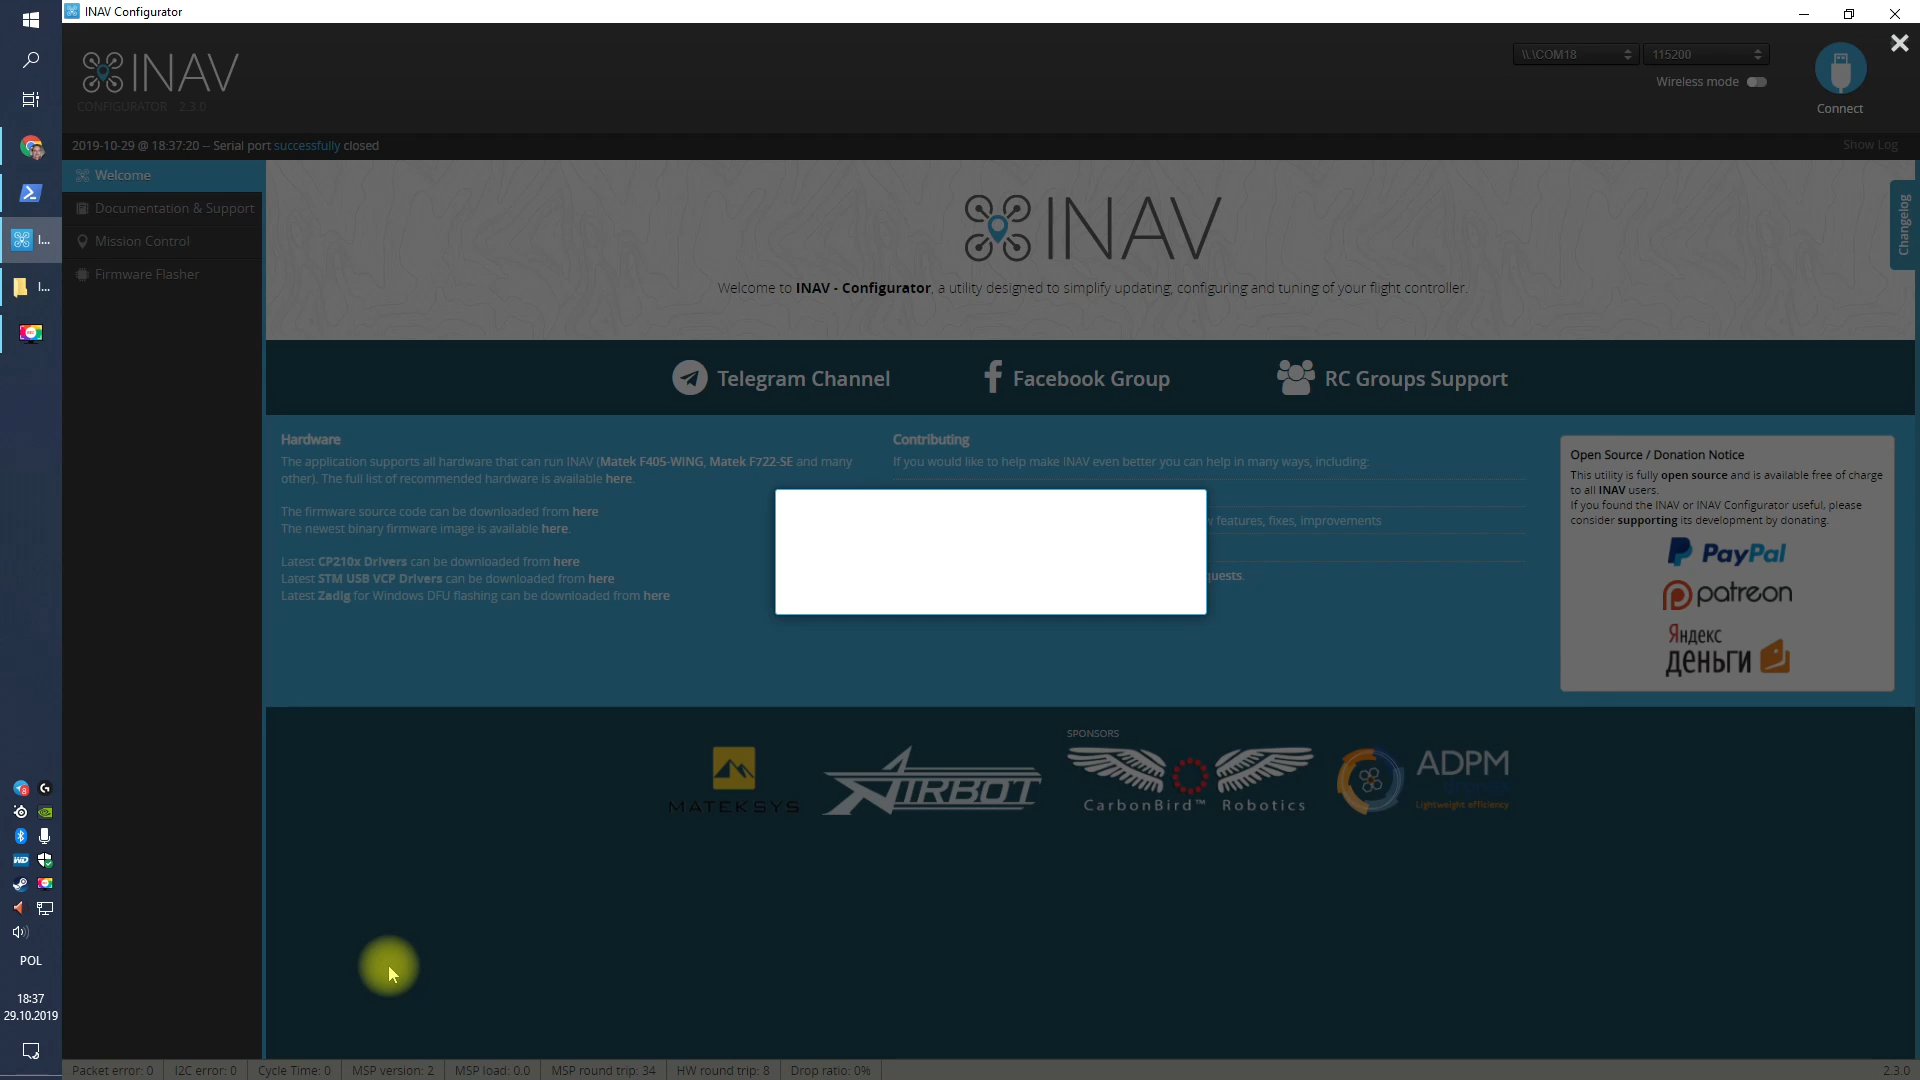 INAV Configurator
INAV
CONFIGURATOR 2.3.0
\\.\COM18
115200
Wireless mode
Connect
2019-10-29 @ 18:37:20 -- Serial port successfully closed
Show Log
Welcome
Documentation & Support
Mission Control
Firmware Flasher
I...
I...
INAV
Changelog
Welcome to INAV - Configurator, a utility designed to simplify updating, configuring and tuning of your flight controller.
Telegram Channel
Facebook Group
RC Groups Support
Hardware
The application supports all hardware that can run INAV (Matek F405-WING, Matek F722-SE and many
other). The full list of recommended hardware is available here.
The firmware source code can be downloaded from here
The newest binary firmware image is available here.
Latest CP210x Drivers can be downloaded from here
Latest STM USB VCP Drivers can be downloaded from here
Latest Zadig for Windows DFU flashing can be downloaded from here
Contributing
If you would like to help make INAV even better you can help in many ways, including:
features, fixes, improvements
quests.
Open Source / Donation Notice
This utility is fully open source and is available free of charge
to all INAV users.
If you found the INAV or INAV Configurator useful, please
consider supporting its development by donating.
PayPal
patreon
Яндекс
деньги
SPONSORS
MATEKSYS
AIRBOT
CarbonBird™ Robotics
ADPM
Lightweight efficiency
WD
POL
18:37
29.10.2019
Packet error: 0
I2C error: 0
Cycle Time: 0
MSP version: 2
MSP load: 0.0
MSP round trip: 34
HW round trip: 8
Drop ratio: 0%
2.3.0